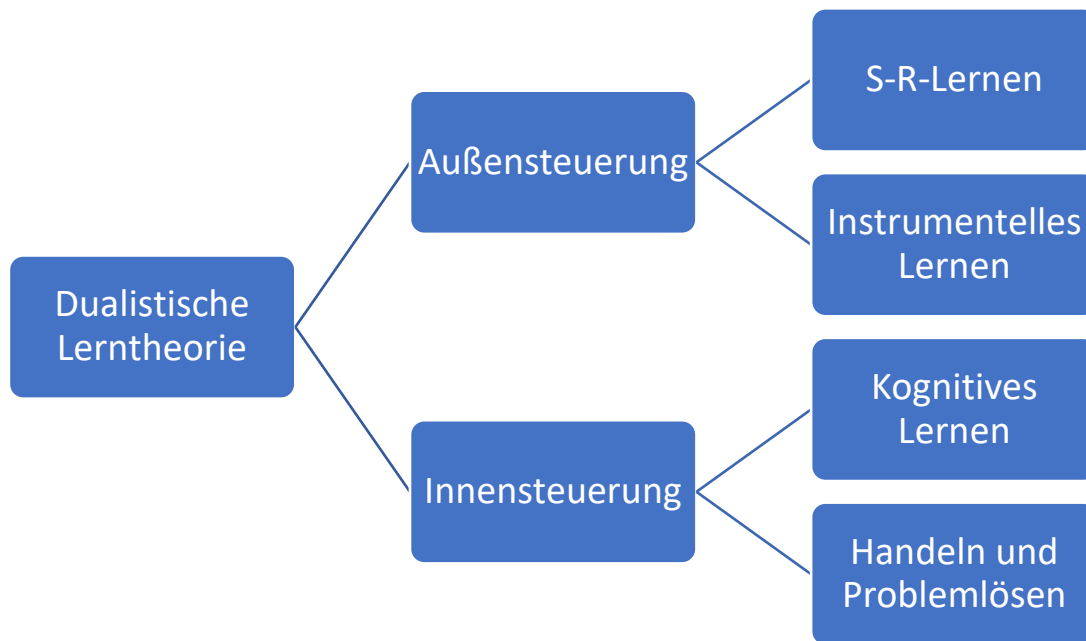 Dualistische
Lerntheorie
Außensteuerung
S-R-Lernen
Instrumentelles
Lernen
Innensteuerung
Kognitives
Lernen
Handeln und
Problemlösen